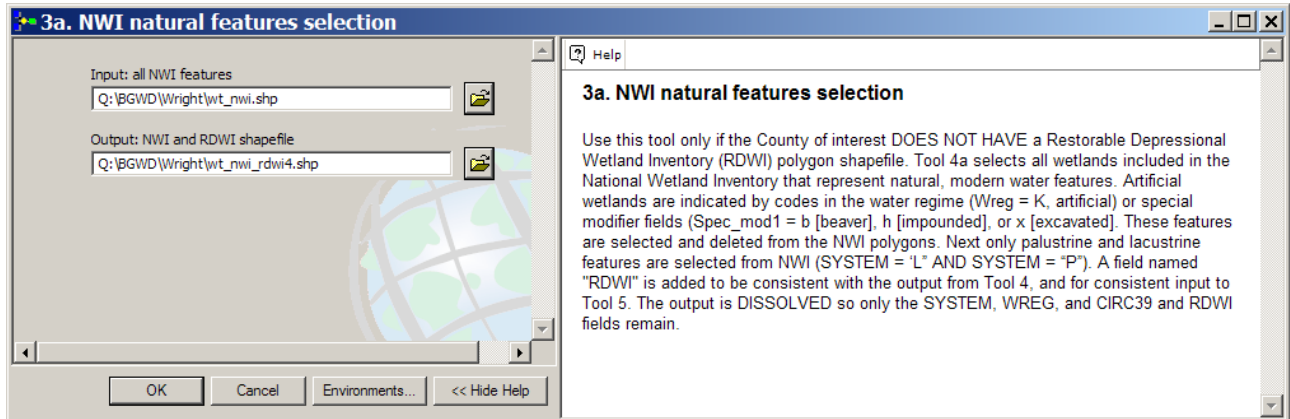 3a. NWI natural features selection
Input: all NWI features
Q:\BGWD\Wright\wt_nwi.shp
Output: NWI and RDWI shapefile
Q:\BGWD\Wright\wt_nwi_rdwi4.shp
OK
Cancel
Environments...
<< Hide Help
Help
3a. NWI natural features selection
Use this tool only if the County of interest DOES NOT HAVE a Restorable Depressional
Wetland Inventory (RDWI) polygon shapefile. Tool 4a selects all wetlands included in the
National Wetland Inventory that represent natural, modern water features. Artificial
wetlands are indicated by codes in the water regime (Wreg = K, artificial) or special
modifier fields (Spec_mod1 = b [beaver], h [impounded], or x [excavated]. These features
are selected and deleted from the NWI polygons. Next only palustrine and lacustrine
features are selected from NWI (SYSTEM = ‘L” AND SYSTEM = “P”). A field named
"RDWI" is added to be consistent with the output from Tool 4, and for consistent input to
Tool 5. The output is DISSOLVED so only the SYSTEM, WREG, and CIRC39 and RDWI
fields remain.